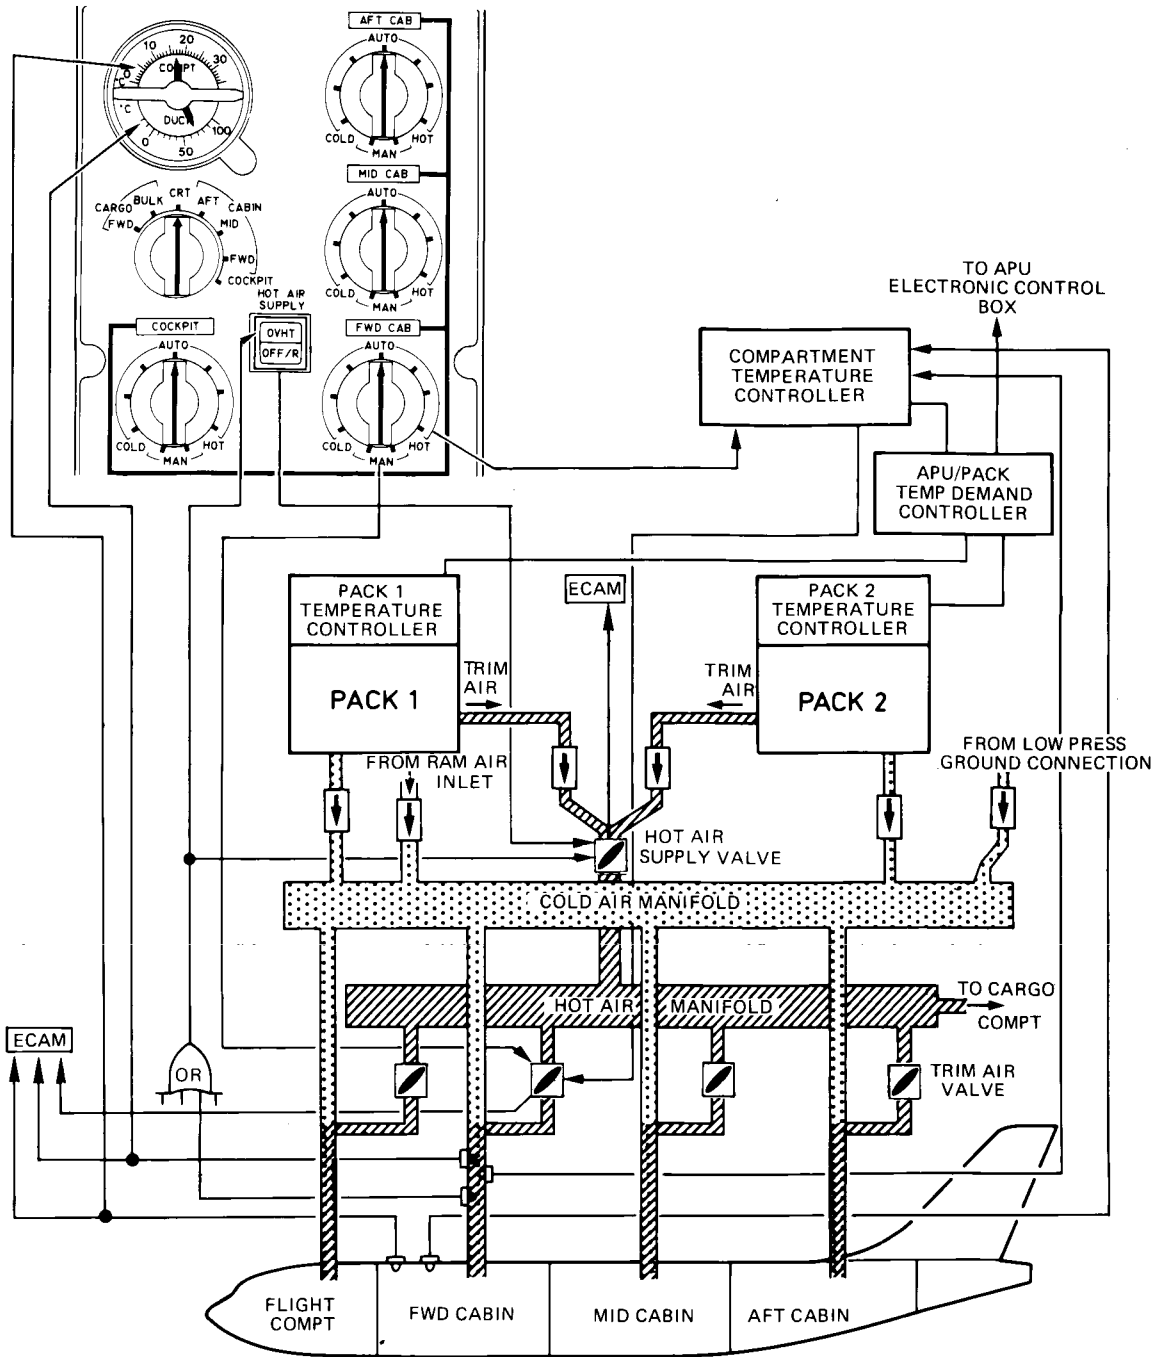 AFT CAB
10
20
30
0
COMPT
°C
°C
DUCT
0
50
100
AUTO
COLD
HOT
MAN
MID CAB
AUTO
COLD
HOT
MAN
CARGO
BULK
CRT
AFT
CABIN
FWD
MID
FWD
COCKPIT
HOT AIR
SUPPLY
OVHT
OFF/R
COCKPIT
AUTO
COLD
HOT
MAN
FWD CAB
AUTO
COLD
HOT
MAN
TO APU
ELECTRONIC CONTROL
BOX
COMPARTMENT
TEMPERATURE
CONTROLLER
APU/PACK
TEMP DEMAND
CONTROLLER
PACK 1
TEMPERATURE
CONTROLLER
PACK 1
ECAM
PACK 2
TEMPERATURE
CONTROLLER
PACK 2
TRIM
AIR
TRIM
AIR
FROM RAM AIR
INLET
FROM LOW PRESS
GROUND CONNECTION
HOT AIR
SUPPLY VALVE
COLD AIR MANIFOLD
HOT AIR MANIFOLD
TO CARGO
COMPT
ECAM
OR
TRIM AIR
VALVE
FLIGHT
COMPT
FWD CABIN
MID CABIN
AFT CABIN